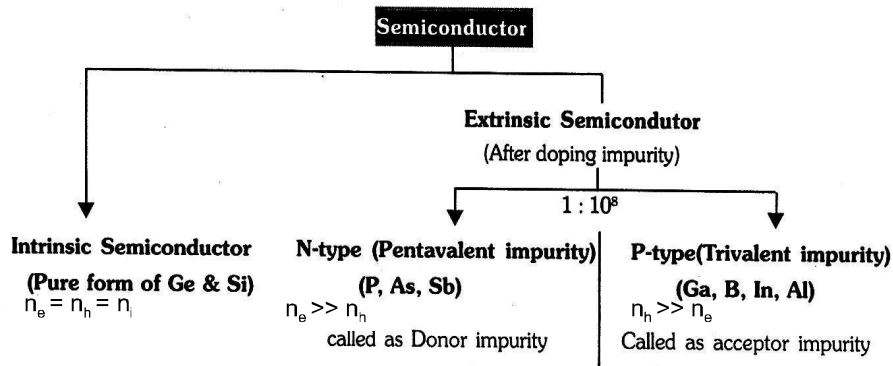 Semiconductor
Extrinsic Semicondutor
(After doping impurity)
1 : 10⁸
Intrinsic Semiconductor
(Pure form of Ge & Si)
nₑ = nₕ = nᵢ
N-type (Pentavalent impurity)
(P, As, Sb)
nₑ >> nₕ
called as Donor impurity
P-type(Trivalent impurity)
(Ga, B, In, Al)
nₕ >> nₑ
Called as acceptor impurity